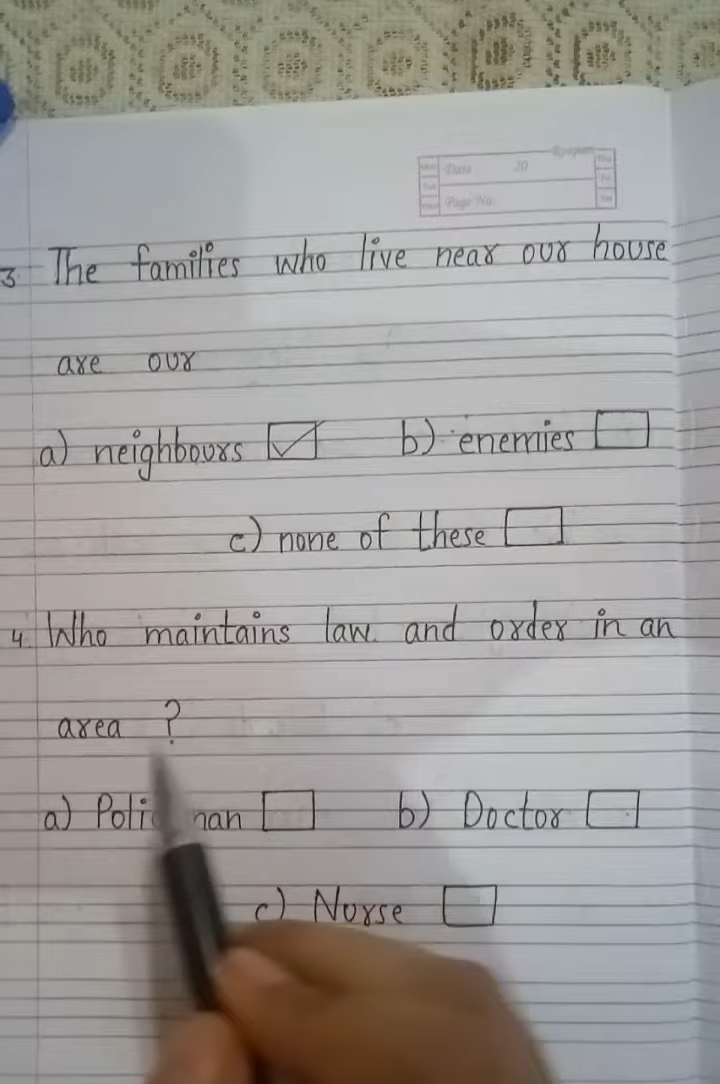 Date 20
Page No.
3. The families who live near our house
are our
a) neighbours b) enemies
c) none of these
4. Who maintains law and order in an
area ?
a) b) Doctor
c) Nurse